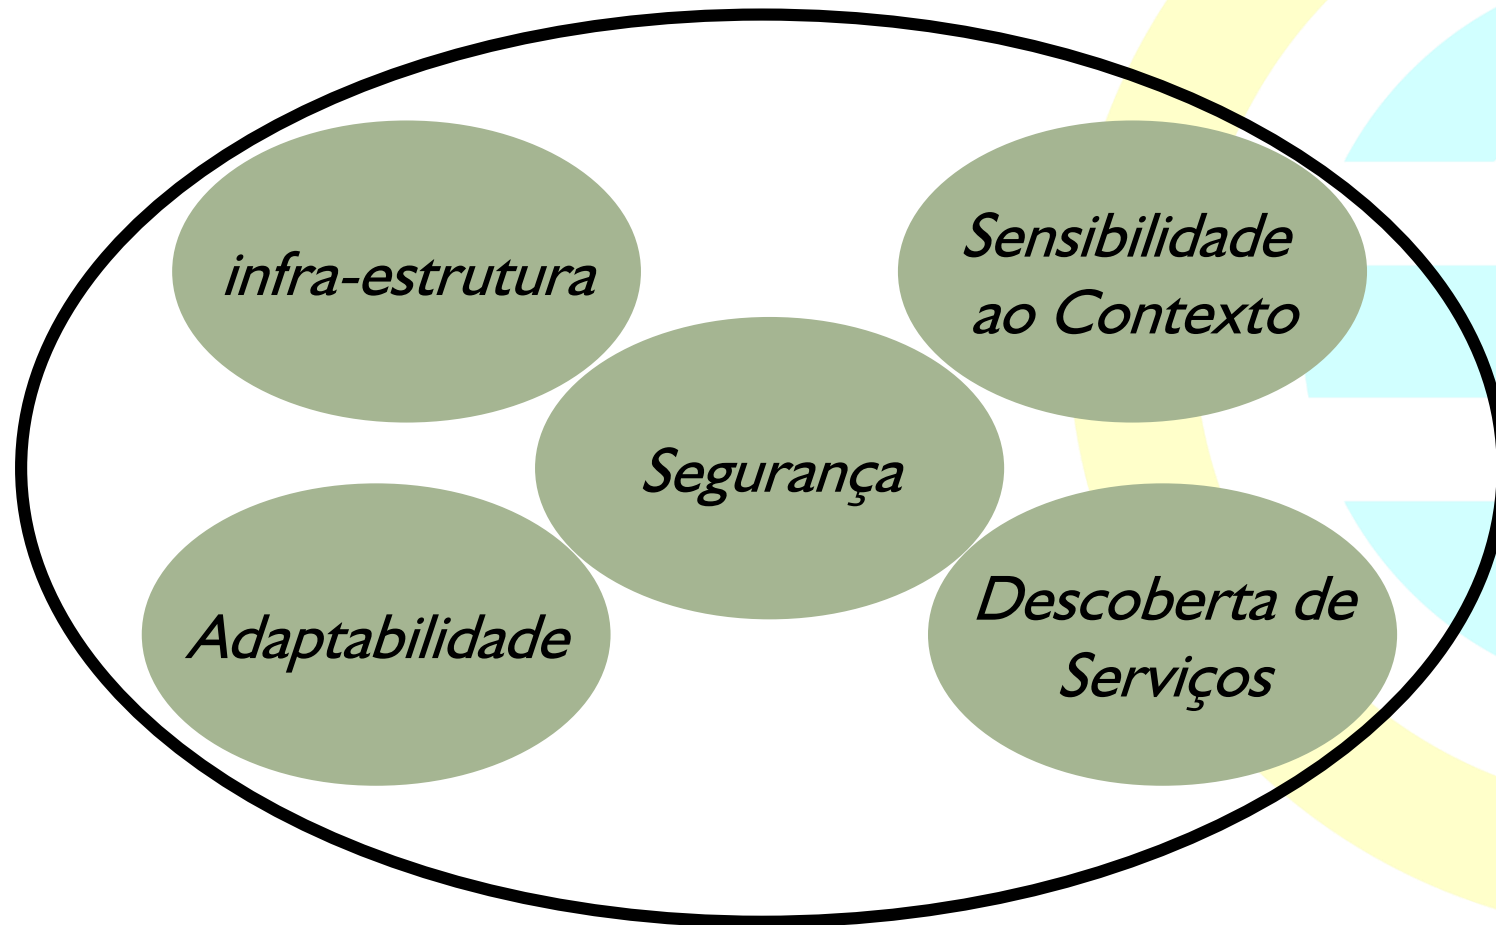 infra-estrutura
Sensibilidade
ao Contexto
Segurança
Adaptabilidade
Descoberta de
Serviços